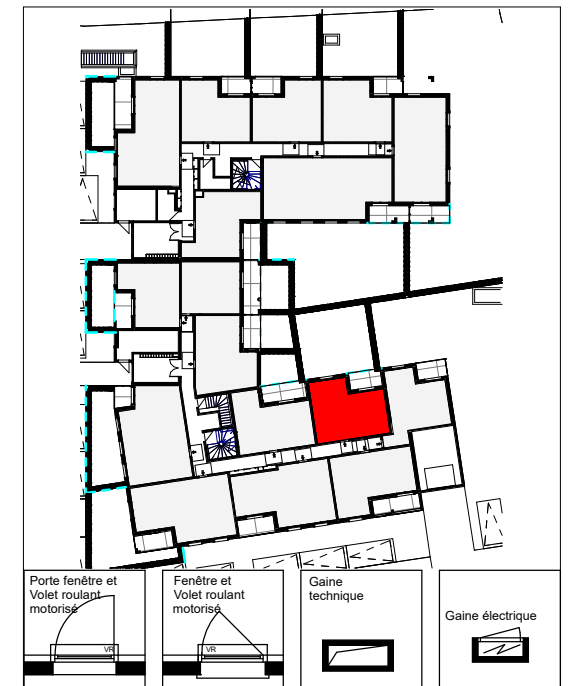 Porte fenêtre et
Volet roulant
motorisé
VR
Fenêtre et
Volet roulant
motorisé
VR
Gaine
technique
Gaine électrique